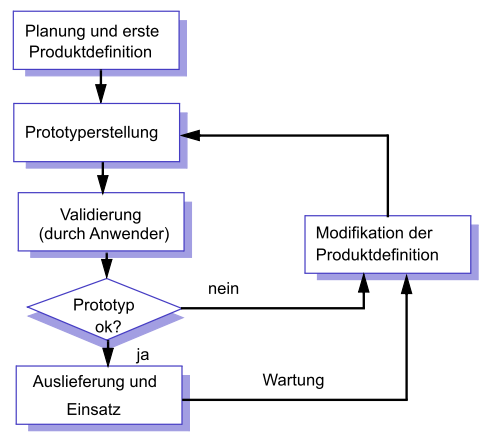 Planung und erste
Produktdefinition
Prototyperstellung
Validierung
(durch Anwender)
Modifikation der
Produktdefinition
nein
Prototyp
ok?
ja
Auslieferung und
Einsatz
Wartung